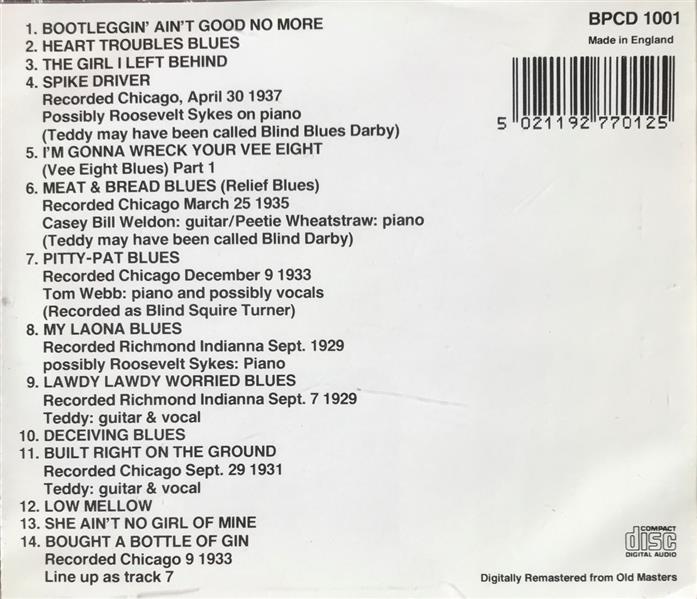 1. BOOTLEGGIN' AIN'T GOOD NO MORE
2. HEART TROUBLES BLUES
3. THE GIRL I LEFT BEHIND
4. SPIKE DRIVER
Recorded Chicago, April 30 1937
Possibly Roosevelt Sykes on piano
(Teddy may have been called Blind Blues Darby)
5. I'M GONNA WRECK YOUR VEE EIGHT
(Vee Eight Blues) Part 1
6. MEAT & BREAD BLUES (Relief Blues)
Recorded Chicago March 25 1935
Casey Bill Weldon: guitar/Peetie Wheatstraw: piano
(Teddy may have been called Blind Darby)
7. PITTY-PAT BLUES
Recorded Chicago December 9 1933
Tom Webb: piano and possibly vocals
(Recorded as Blind Squire Turner)
8. MY LAONA BLUES
Recorded Richmond Indianna Sept. 1929
possibly Roosevelt Sykes: Piano
9. LAWDY LAWDY WORRIED BLUES
Recorded Richmond Indianna Sept. 7 1929
Teddy: guitar & vocal
10. DECEIVING BLUES
11. BUILT RIGHT ON THE GROUND
Recorded Chicago Sept. 29 1931
Teddy: guitar & vocal
12. LOW MELLOW
13. SHE AIN'T NO GIRL OF MINE
14. BOUGHT A BOTTLE OF GIN
Recorded Chicago 9 1933
Line up as track 7
BPCD 1001
Made in England
5 021192 770125
COMPACT
disc
DIGITAL AUDIO
Digitally Remastered from Old Masters